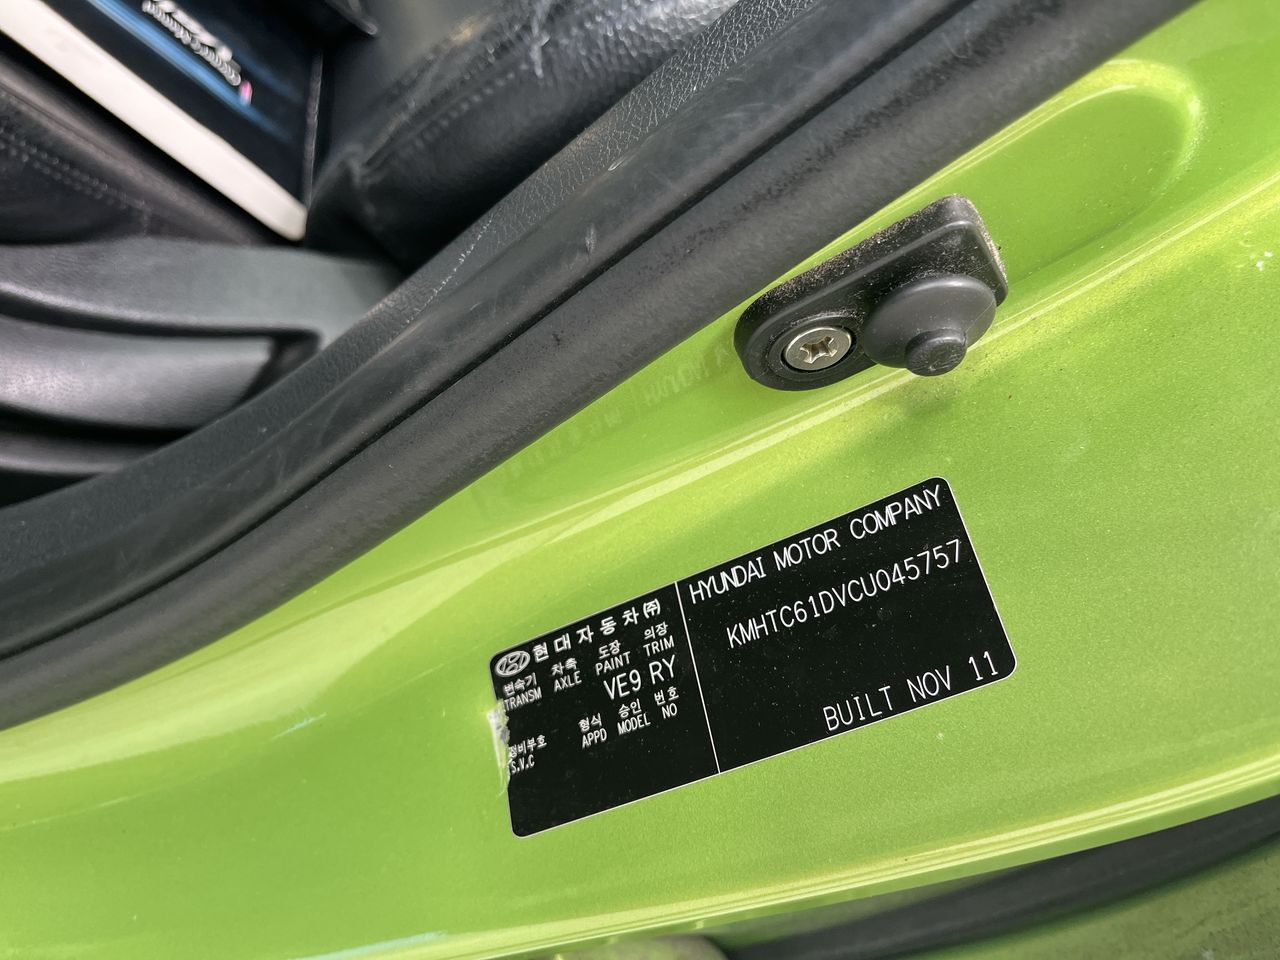 현대자동차(주)
변속기 차축 도장 의장
TRANSM AXLE PAINT TRIM
VE9 RY
형식 승인 번호
APPD MODEL NO
정비부호
S.V.C
HYUNDAI MOTOR COMPANY
KMHTC61DVCU045757
BUILT NOV 11